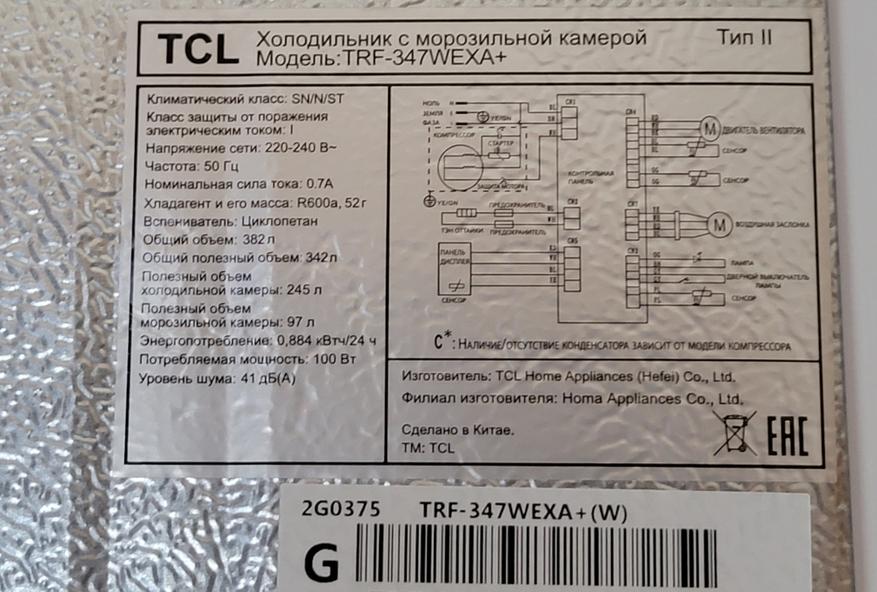 TCL Холодильник с морозильной камерой Тип II
Модель:TRF-347WEXA+
Климатический класс: SN/N/ST
Класс защиты от поражения
электрическим током: I
Напряжение сети: 220-240 В~
Частота: 50 Гц
Номинальная сила тока: 0.7А
Хладагент и его масса: R600a, 52г
Вспениватель: Циклопетан
Общий объем: 382л
Общий полезный объем: 342л
Полезный объем
холодильной камеры: 245 л
Полезный объем
морозильной камеры: 97 л
Энергопотребление: 0,884 кВтч/24 ч
Потребляемая мощность: 100 Вт
Уровень шума: 41 дБ(А)
НОЛЬ
ЗЕМЛЯ
ФАЗА
YE/GN
КОМПРЕССОР
СТАРТЕР
ЗАЩИТА МОТОРА
YE/GN
ПРЕДОХРАНИТЕЛЬ
ТЭН ОТТАЙКИ ПРЕДОХРАНИТЕЛЬ
ПАНЕЛЬ
ДИСПЛЕЯ
СЕНСОР
КОНТРОЛЬНАЯ
ПАНЕЛЬ
M ДВИГАТЕЛЬ ВЕНТИЛЯТОРА
СЕНСОР
СЕНСОР
M ВОЗДУШНАЯ ЗАСЛОНКА
ЛАМПА
ДВЕРНОЙ ВЫКЛЮЧАТЕЛЬ
ЛАМПЫ
СЕНСОР
C*: НАЛИЧИЕ/ОТСУТСТВИЕ КОНДЕНСАТОРА ЗАВИСИТ ОТ МОДЕЛИ КОМПРЕССОРА
Изготовитель: TCL Home Appliances (Hefei) Co., Ltd.
Филиал изготовителя: Homa Appliances Co., Ltd.
Сделано в Китае.
ТМ: TCL
EAC
2G0375 TRF-347WEXA+(W)
G